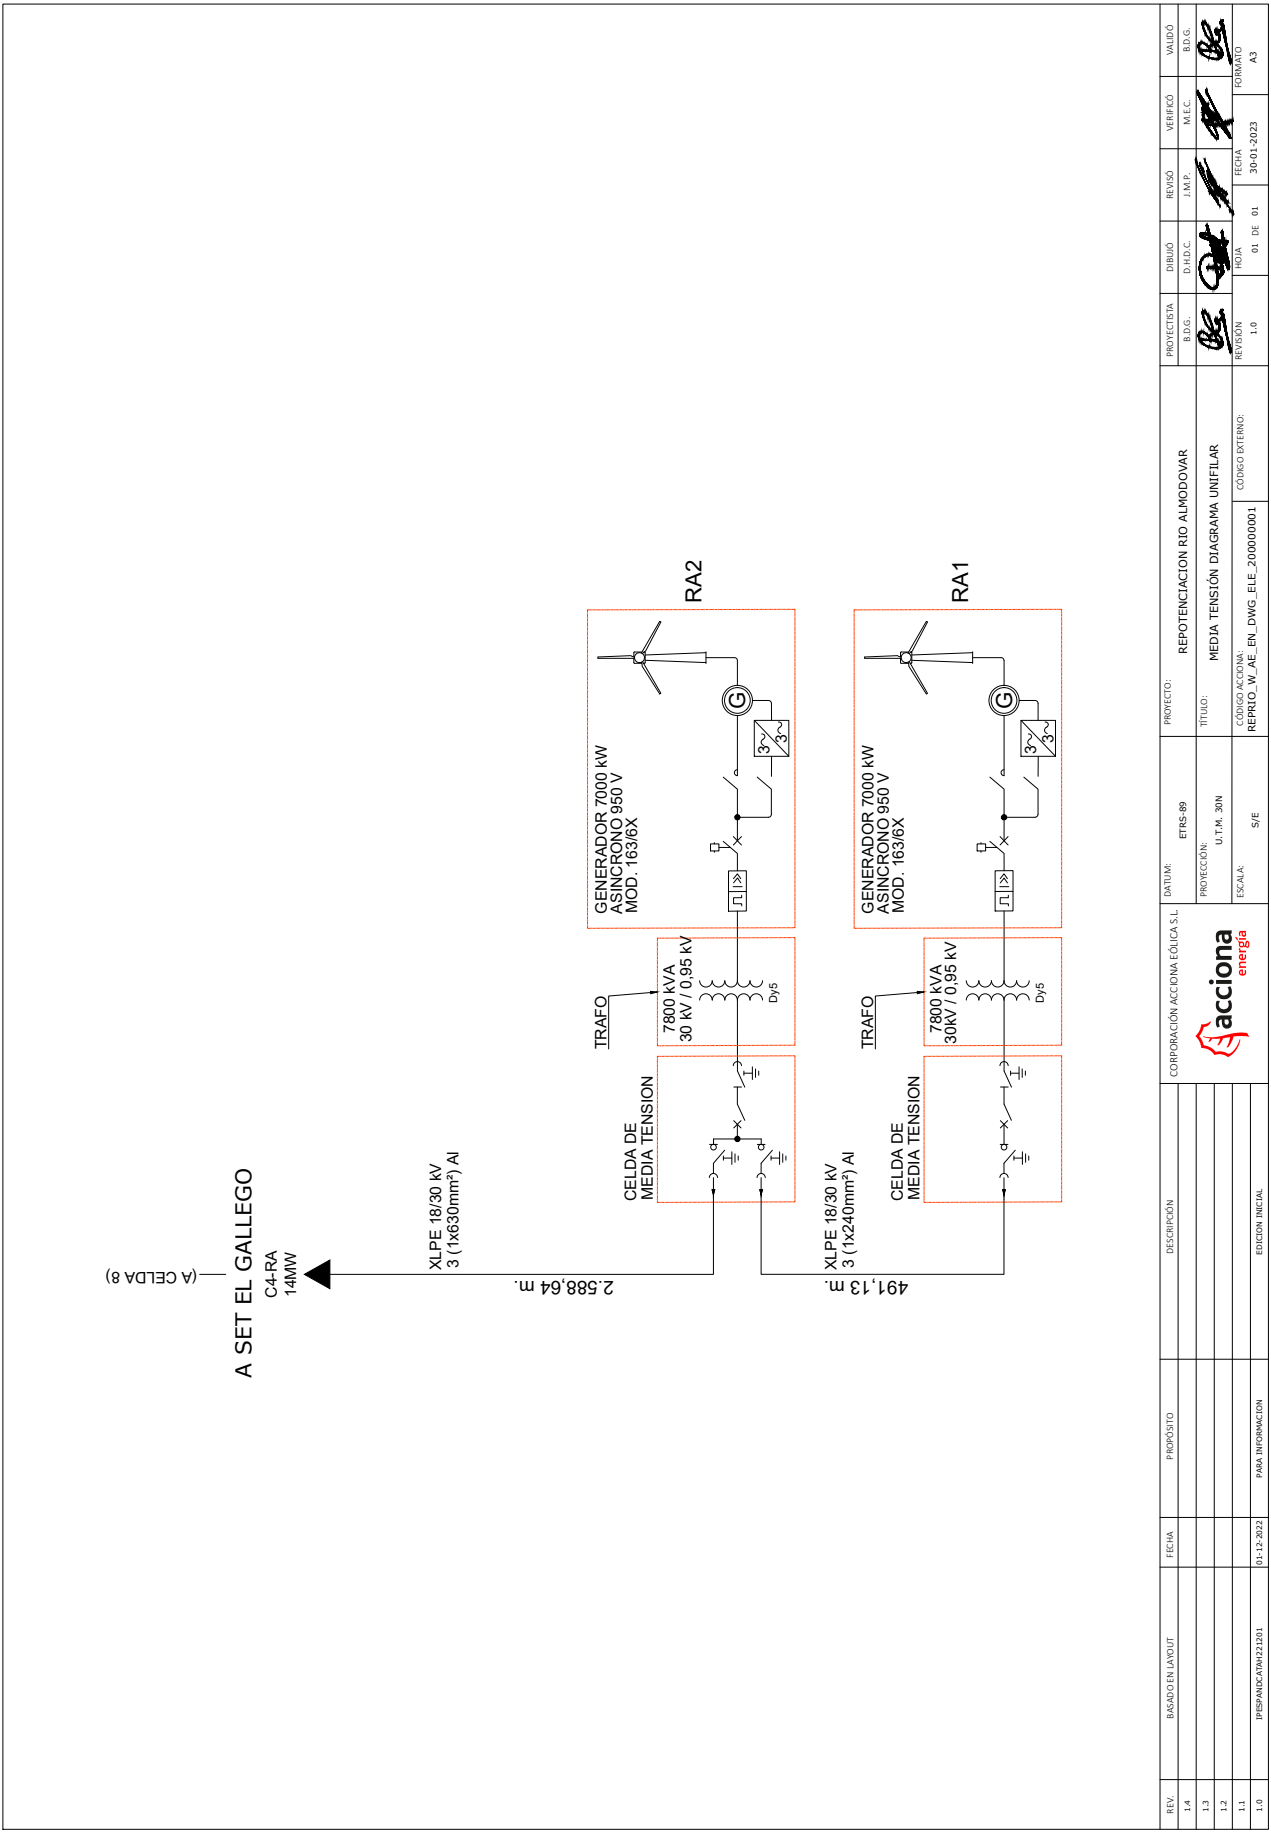 (A CELDA 8)
A SET EL GALLEGO
C4-RA
14MW
XLPE 18/30 kV
3 (1x630mm²) Al
2.588,64 m.
CELDA DE
MEDIA TENSION
TRAFO
7800 kVA
30 kV / 0,95 kV
Dy5
GENERADOR 7000 kW
ASINCRONO 950 V
MOD. 163/6X
G
3
3
RA2
XLPE 18/30 kV
3 (1x240mm²) Al
491,13 m.
CELDA DE
MEDIA TENSION
TRAFO
7800 kVA
30kV / 0,95 kV
Dy5
GENERADOR 7000 kW
ASINCRONO 950 V
MOD. 163/6X
G
3
3
RA1
REV.
BASADO EN LAYOUT
FECHA
PROPÓSITO
DESCRIPCIÓN
1.4
1.3
1.2
1.1
1.0
IPESPANDCATAH221201
01-12-2022
PARA INFORMACION
EDICION INICIAL
CORPORACIÓN ACCIONA EÓLICA S.L.
acciona
energía
DATUM:
ETRS-89
PROYECCIÓN:
U.T.M. 30N
ESCALA:
S/E
PROYECTO:
REPOTENCIACION RIO ALMODOVAR
TÍTULO:
MEDIA TENSIÓN DIAGRAMA UNIFILAR
CÓDIGO ACCIONA:
REPRIO_W_AE_EN_DWG_ELE_200000001
CÓDIGO EXTERNO:
PROYECTISTA
DIBUJÓ
REVISÓ
VERIFICÓ
VALIDÓ
B.D.G.
D.H.D.C.
J.M.P.
M.E.C.
B.D.G.
REVISIÓN
1.0
HOJA
01 DE 01
FECHA
30-01-2023
FORMATO
A3